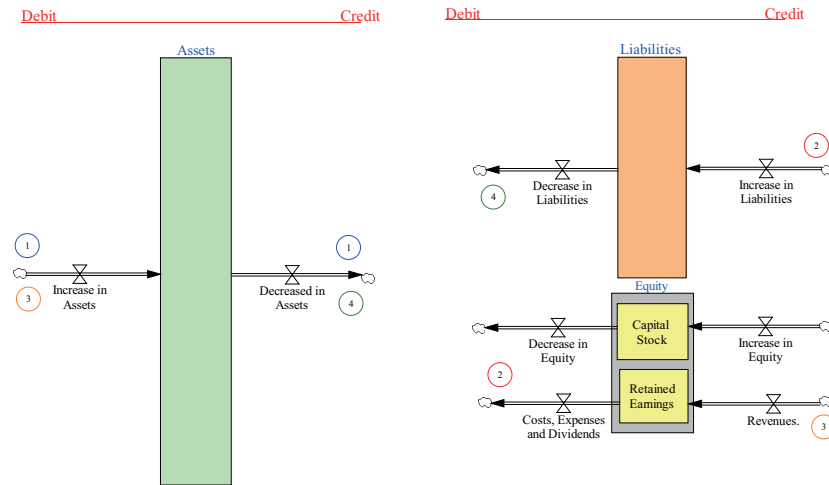 Debit
Credit
Assets
1
1
3
Increase in
Assets
Decreased in
Assets
4
Debit
Credit
Liabilities
2
4
Decrease in
Liabilities
Increase in
Liabilities
Equity
Capital
Stock
Decrease in
Equity
Increase in
Equity
2
Retained
Earnings
Costs, Expenses
and Dividends
Revenues.
3